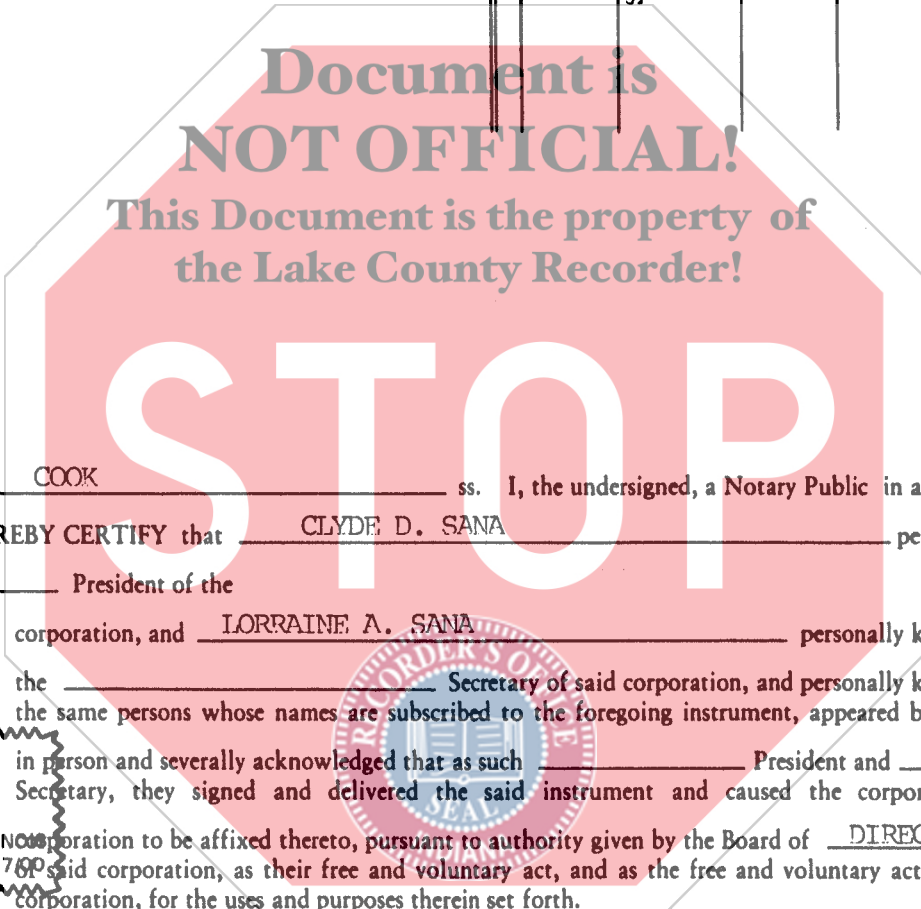 Document is
NOT OFFICIAL!
This Document is the property of
the Lake County Recorder!
STOP
COOK ss. I, the undersigned, a Notary Public in a
REBY CERTIFY that CLYDE D. SANA pe
President of the
corporation, and LORRAINE A. SANA personally k
the Secretary of said corporation, and personally k
the same persons whose names are subscribed to the foregoing instrument, appeared b
in person and severally acknowledged that as such President and
Secretary, they signed and delivered the said instrument and caused the corpor
corporation to be affixed thereto, pursuant to authority given by the Board of DIREC
of said corporation, as their free and voluntary act, and as the free and voluntary act
corporation, for the uses and purposes therein set forth.
RECORDER'S OFFICE
SEAL
INDIANA